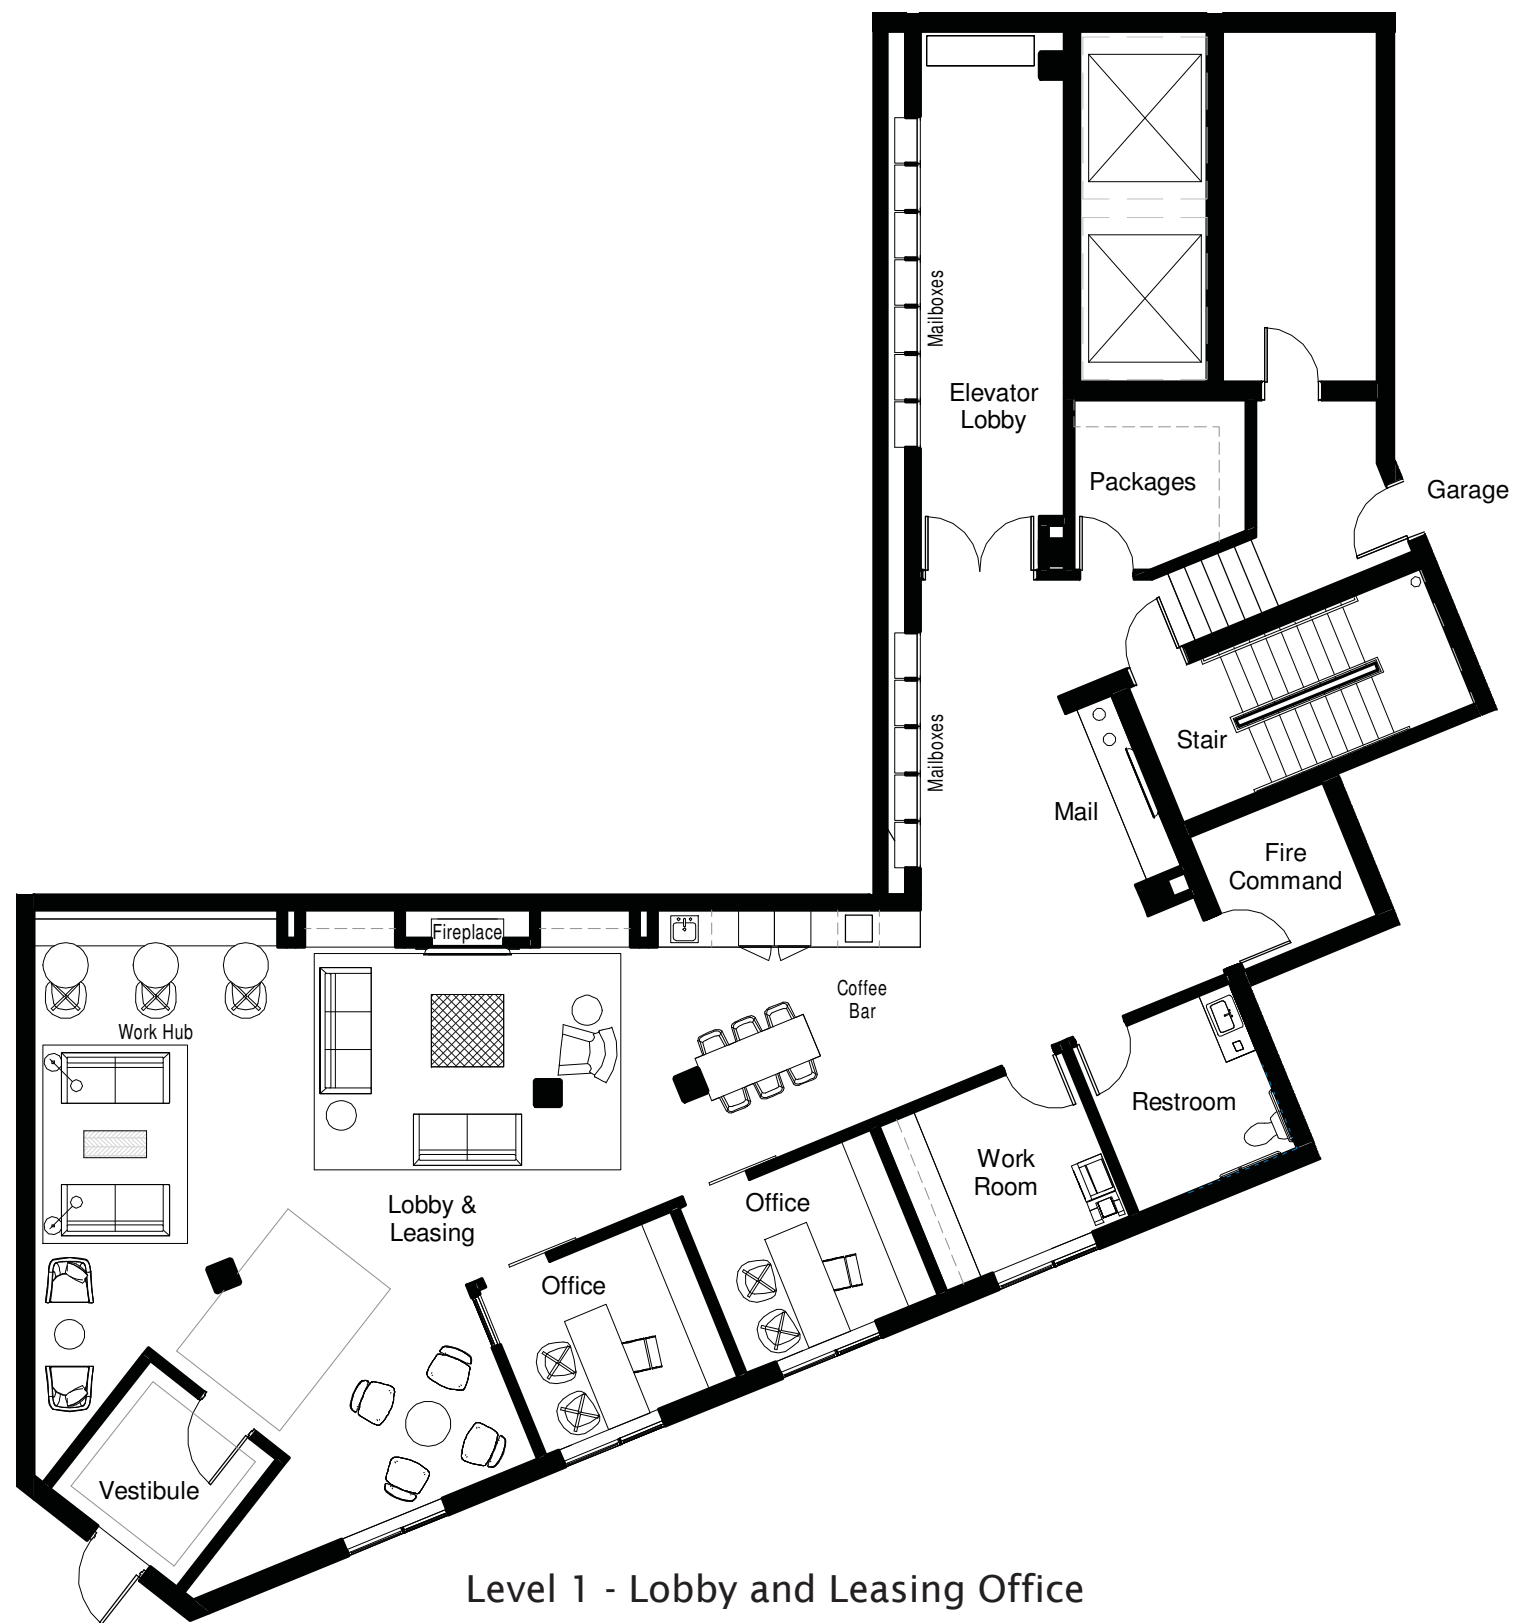 Mailboxes
Elevator
Lobby
Packages
Garage
Mailboxes
Stair
Mail
Fire
Command
Fireplace
Coffee
Bar
Work Hub
Restroom
Work
Room
Lobby &
Leasing
Office
Office
Vestibule
Level 1 - Lobby and Leasing Office